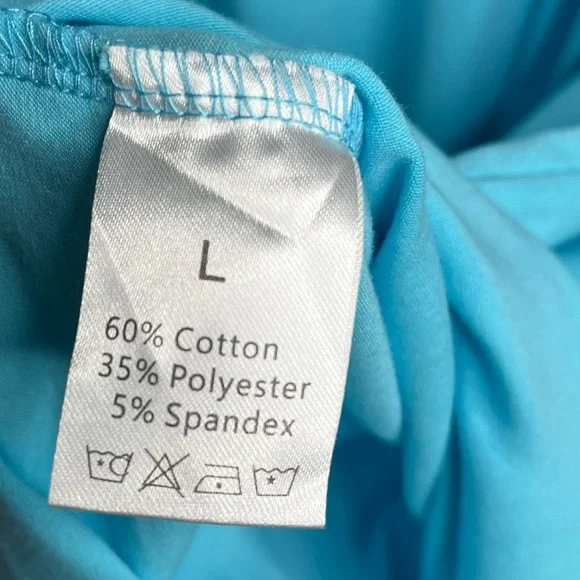 L
60% Cotton
35% Polyester
5% Spandex